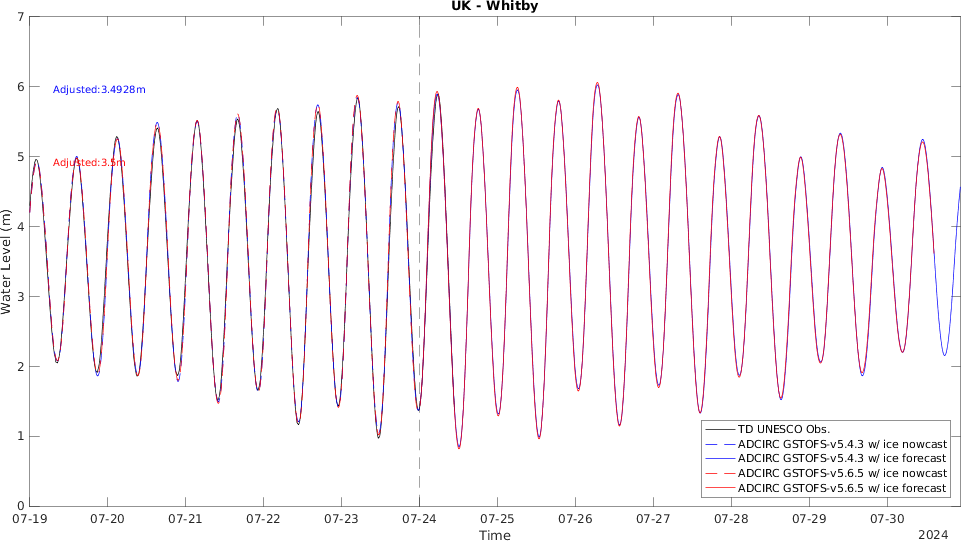 UK - Whitby
7
6
5
4
3
2
1
0
Water Level (m)
Adjusted:3.4928m
Adjusted:3.5m
TD UNESCO Obs.
ADCIRC GSTOFS-v5.4.3 w/ ice nowcast
ADCIRC GSTOFS-v5.4.3 w/ ice forecast
ADCIRC GSTOFS-v5.6.5 w/ ice nowcast
ADCIRC GSTOFS-v5.6.5 w/ ice forecast
07-19 07-20 07-21 07-22 07-23 07-24 07-25 07-26 07-27 07-28 07-29 07-30
Time
2024